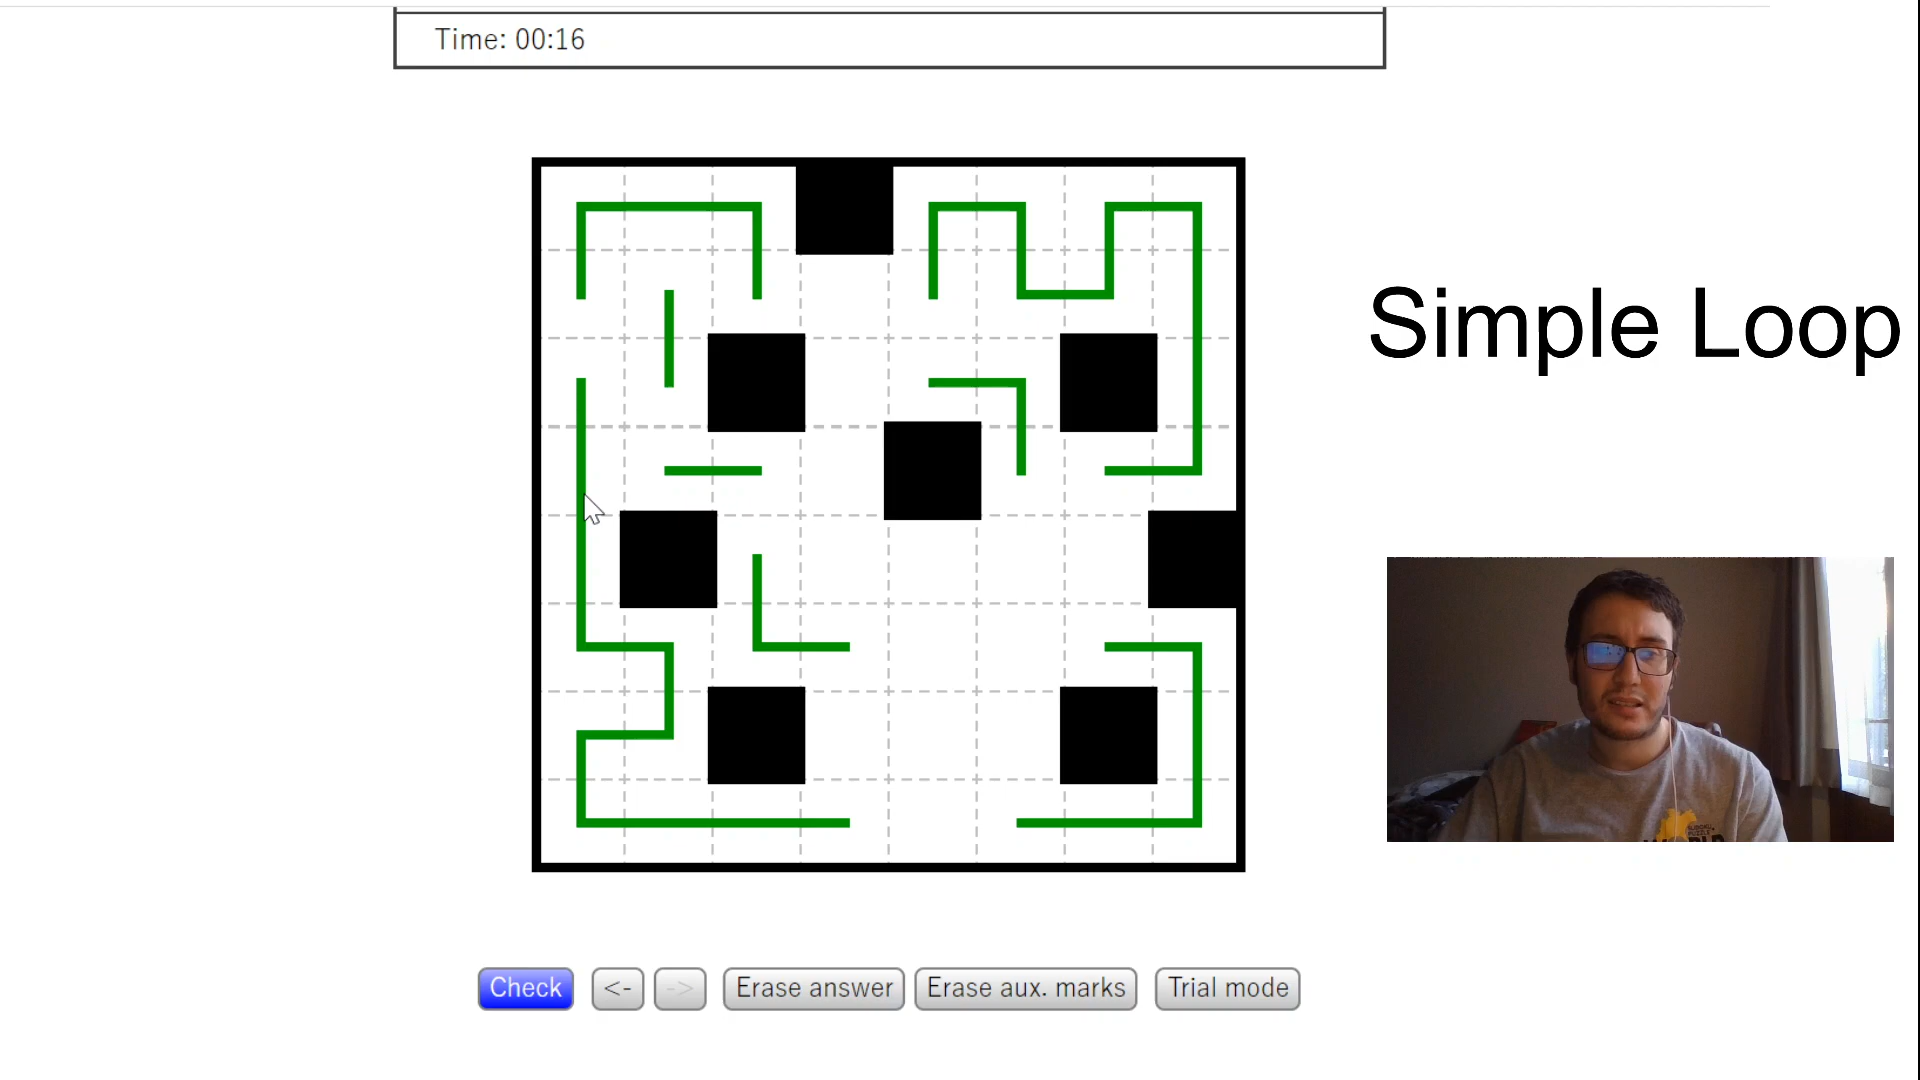 Time: 00:16
Simple Loop
Check
<-
->
Erase answer
Erase aux. marks
Trial mode